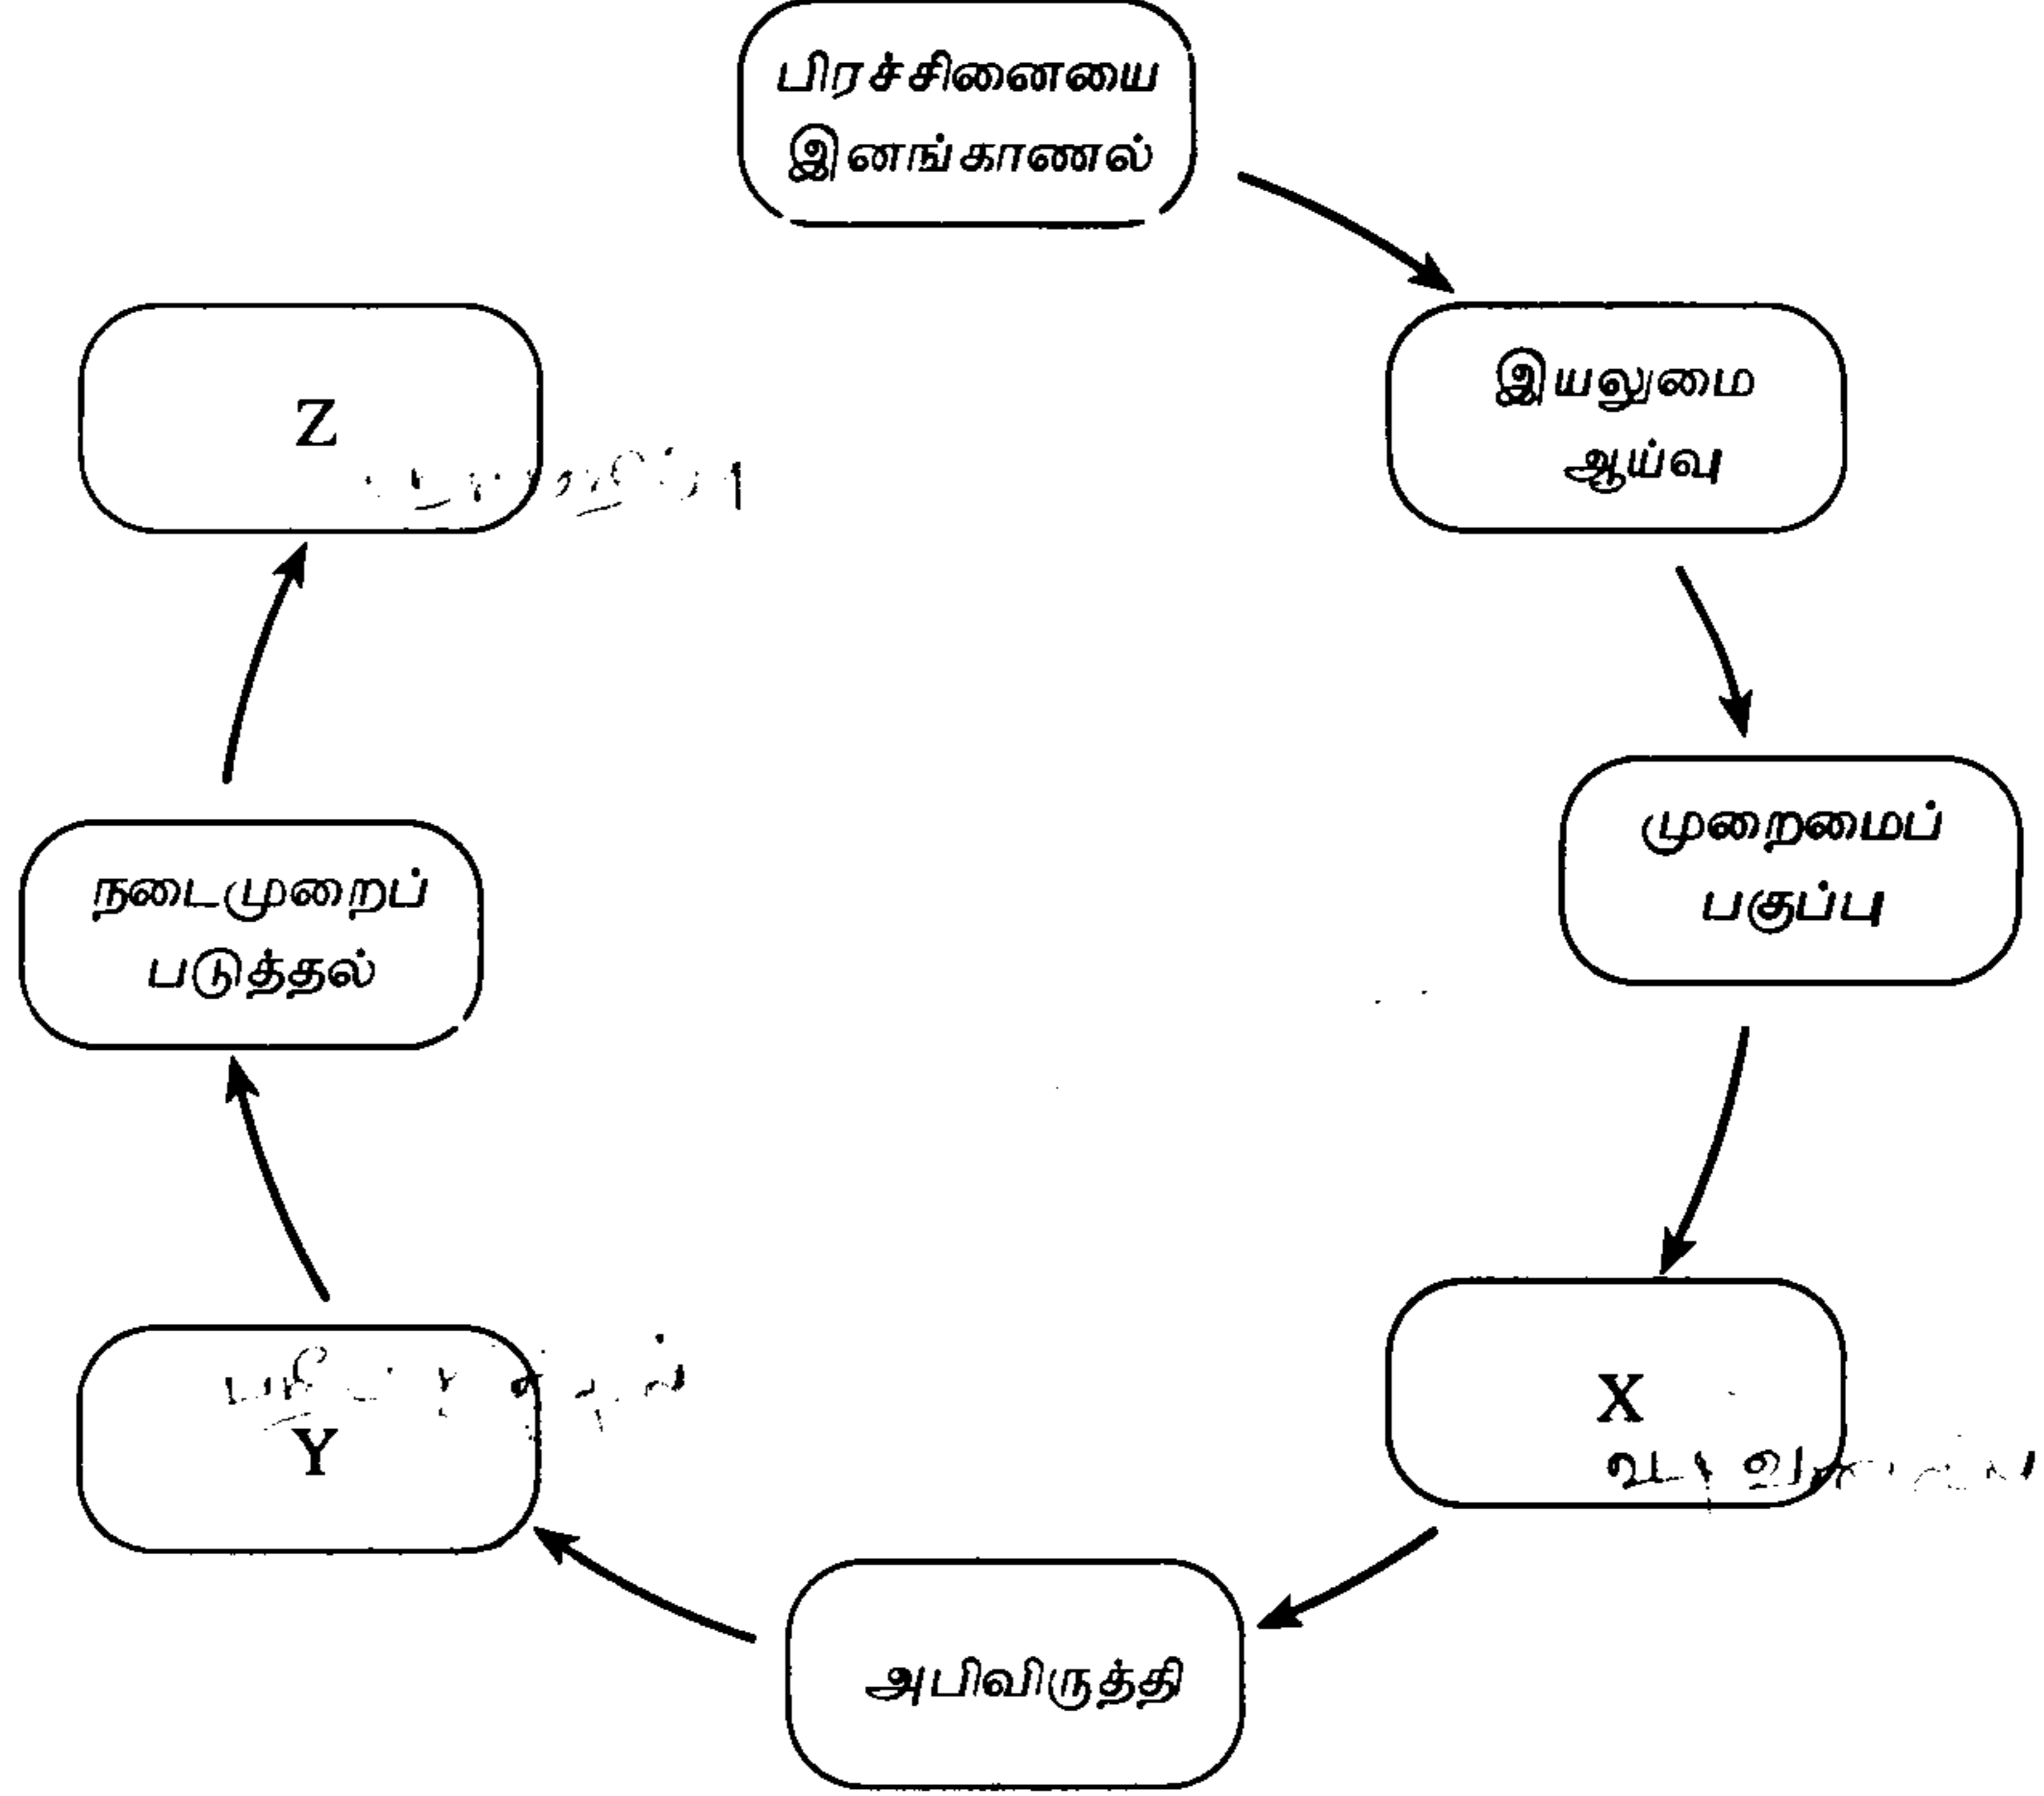 பிரச்சினையை
இனங்காணல்
இயலுமை
ஆய்வு
முறைமைப்
பகுப்பு
X
அபிவிருத்தி
Y
நடைமுறைப்
படுத்தல்
Z